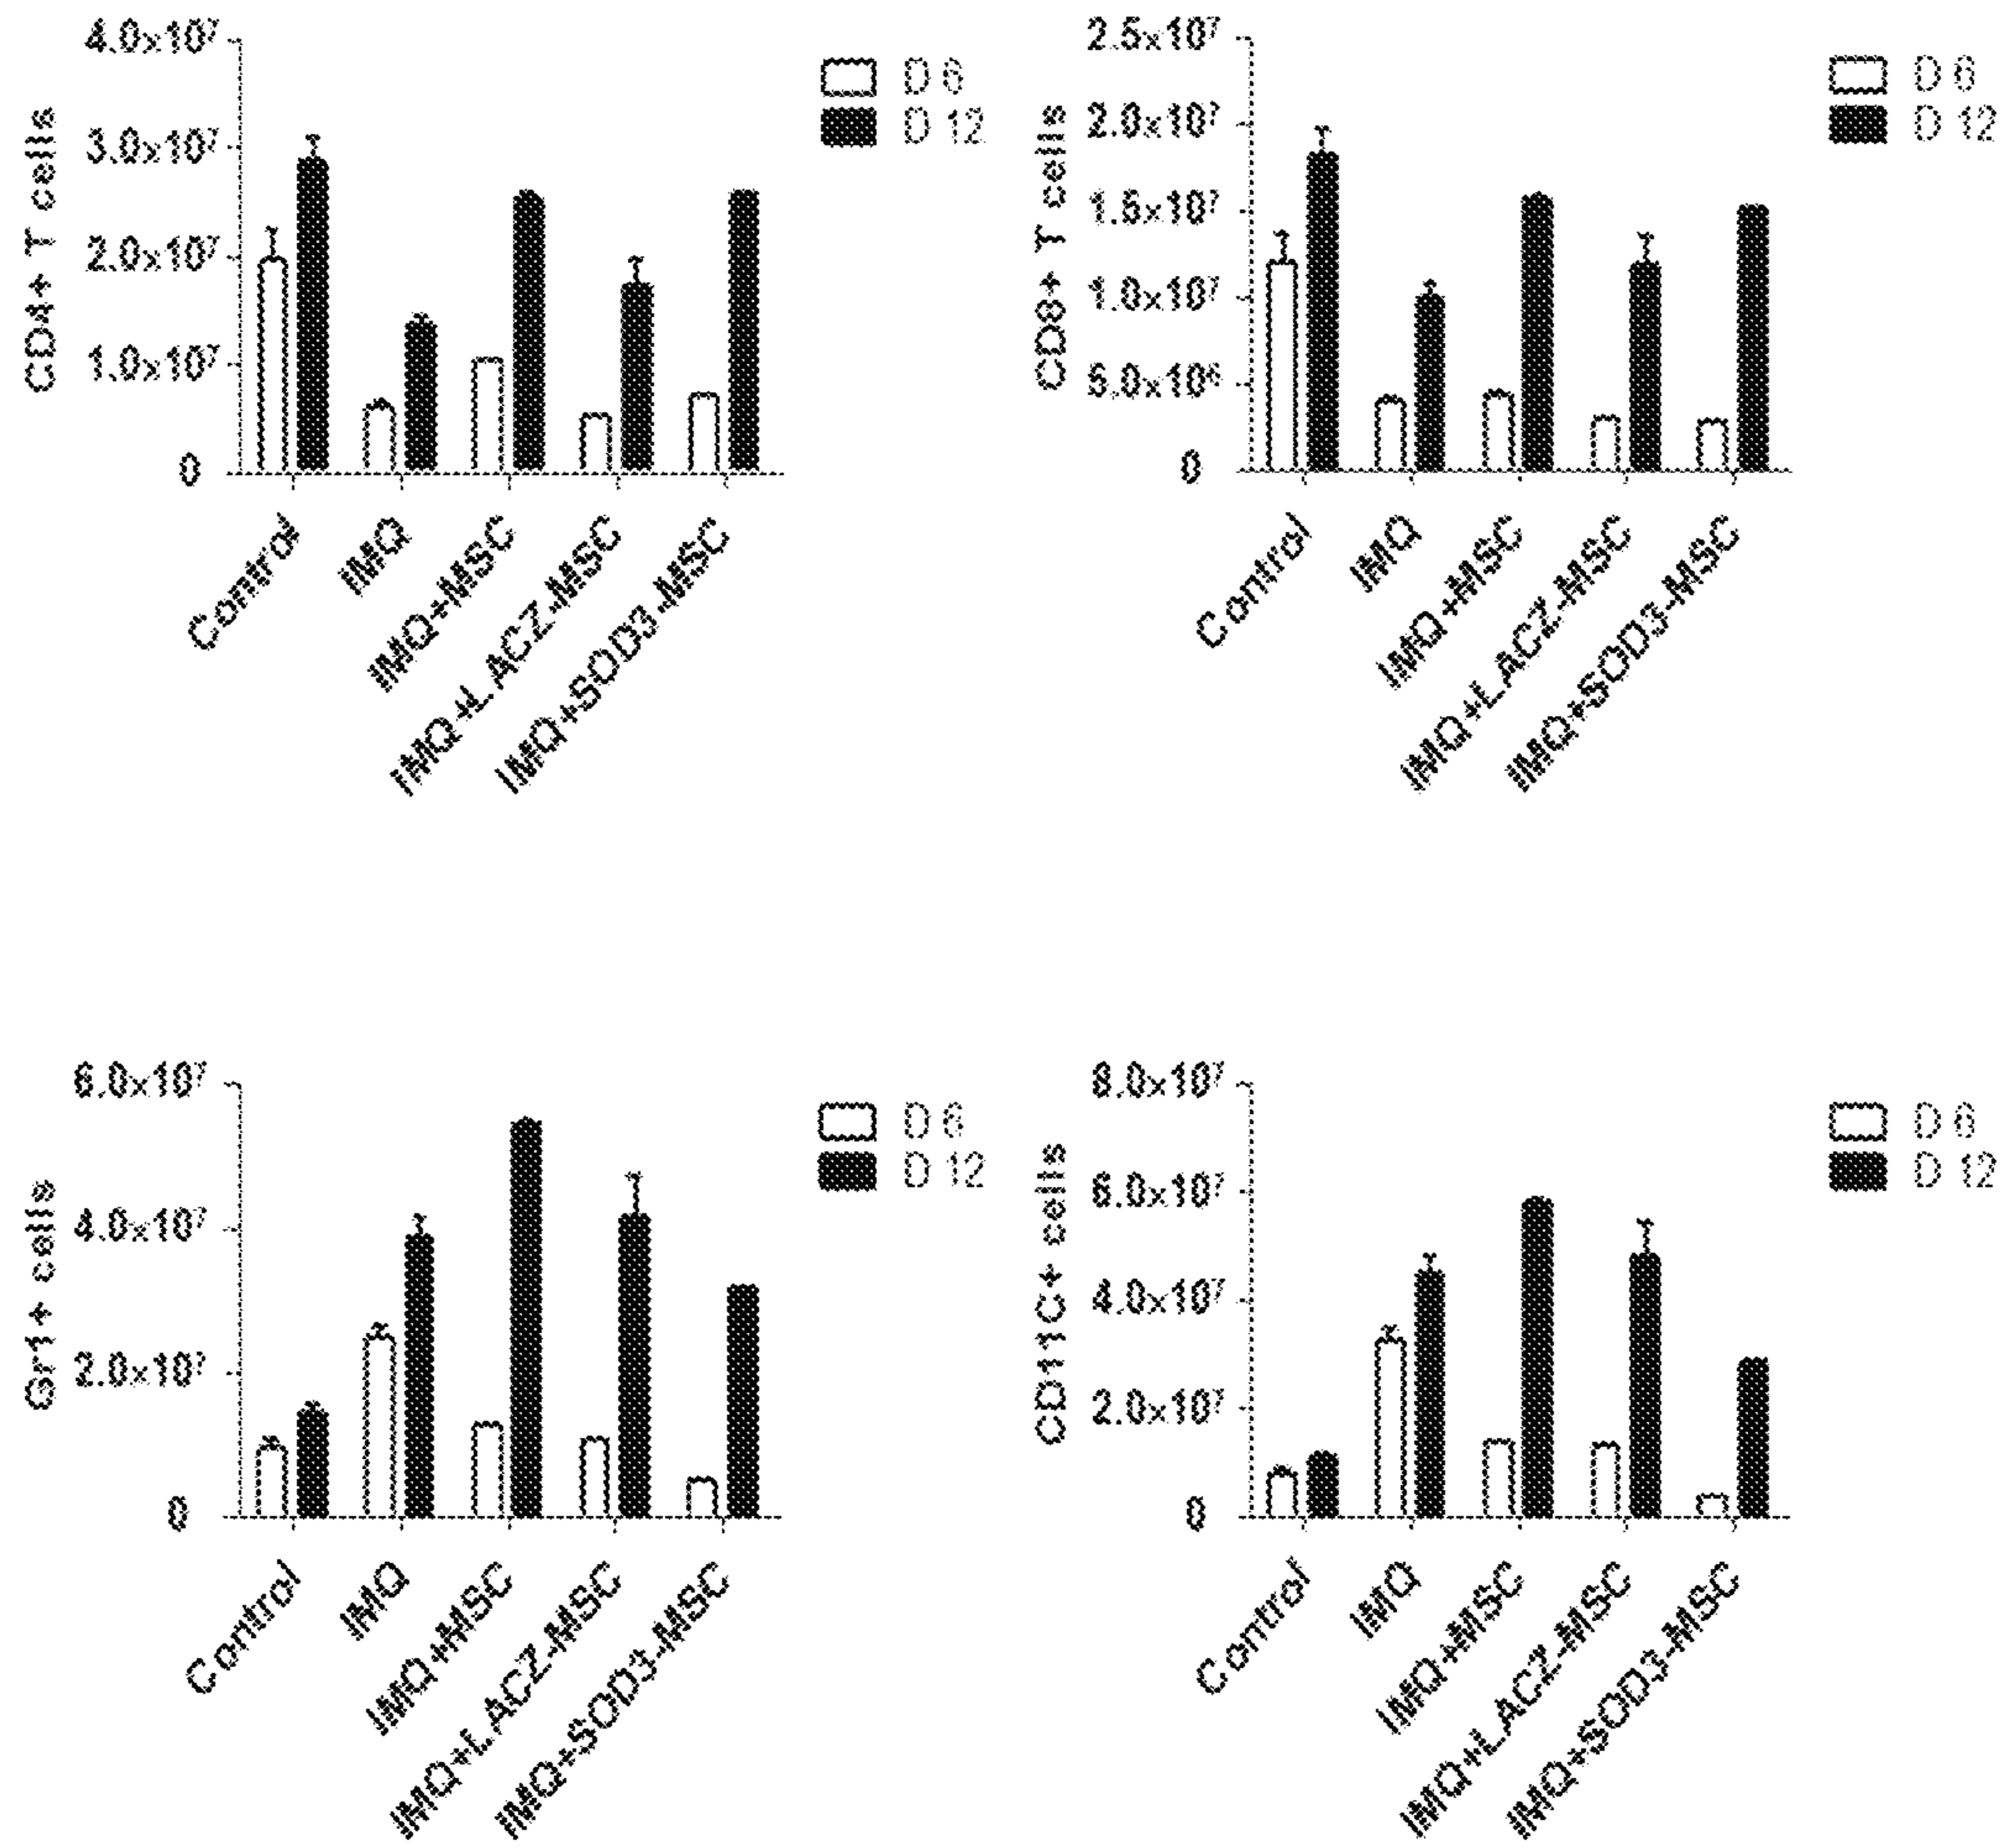 CD4+ T cells
4.0x10⁷
3.0x10⁷
2.0x10⁷
1.0x10⁷
0
D 6
D 12
Control
IMQ
IMQ+MSC
IMQ+LACZ-MSC
IMQ+SOD3-MSC
CD8+ T cells
2.5x10⁷
2.0x10⁷
1.5x10⁷
1.0x10⁷
5.0x10⁶
0
D 6
D 12
Control
IMQ
IMQ+MSC
IMQ+LACZ-MSC
IMQ+SOD3-MSC
Gr1+ cells
6.0x10⁷
4.0x10⁷
2.0x10⁷
0
D 6
D 12
Control
IMQ
IMQ+MSC
IMQ+LACZ-MSC
IMQ+SOD3-MSC
CD11C+ cells
8.0x10⁷
6.0x10⁷
4.0x10⁷
2.0x10⁷
0
D 6
D 12
Control
IMQ
IMQ+MSC
IMQ+LACZ-MSC
IMQ+SOD3-MSC